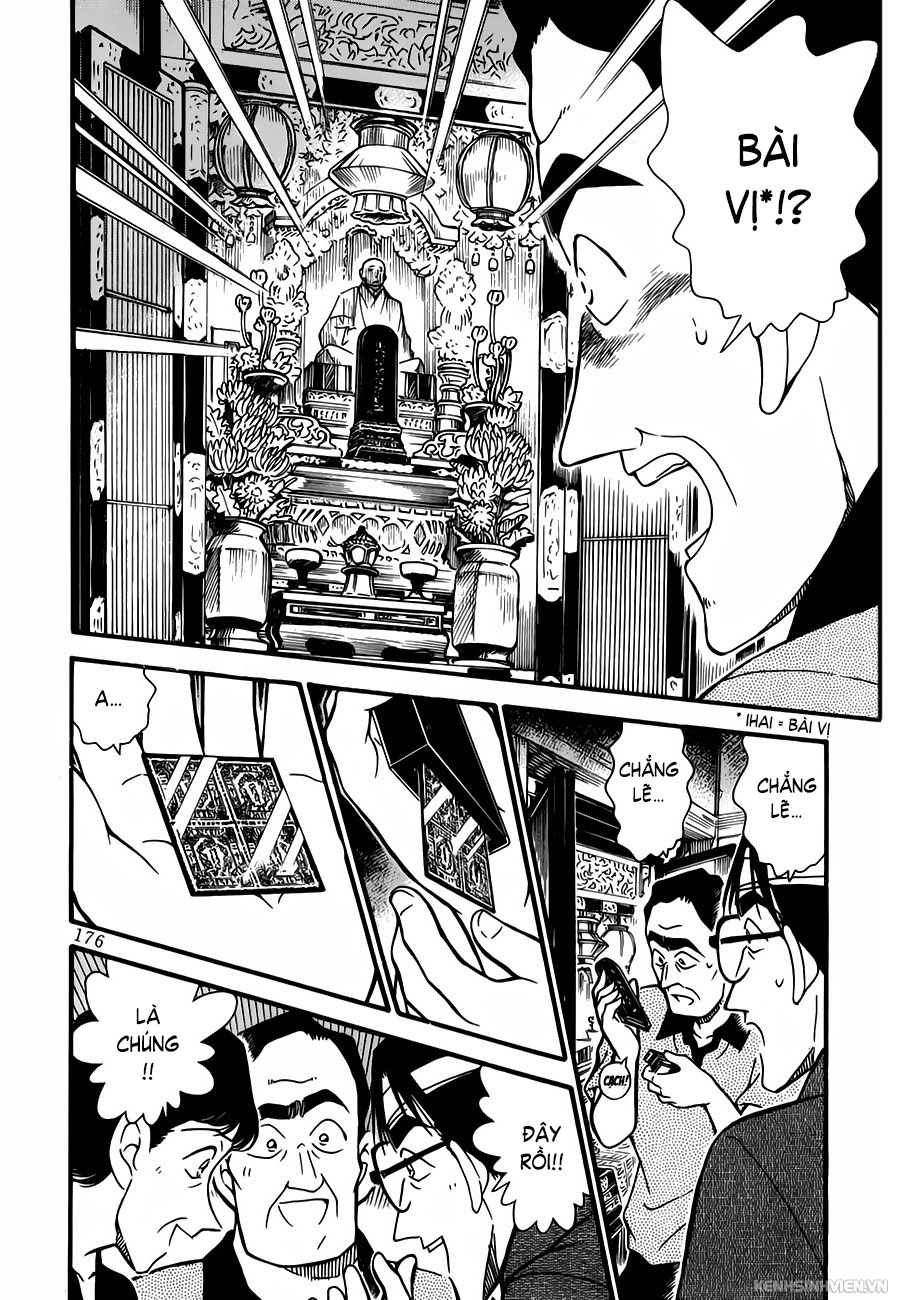 BÀI
VỊ*!?
* IHAI = BÀI VỊ
A...
CHẲNG
LẼ...
CHẲNG
LẼ...
CẠCH!
176
LÀ
CHÚNG
!!
ĐÂY
RỒI!!
KENHSINHVIEN.VN